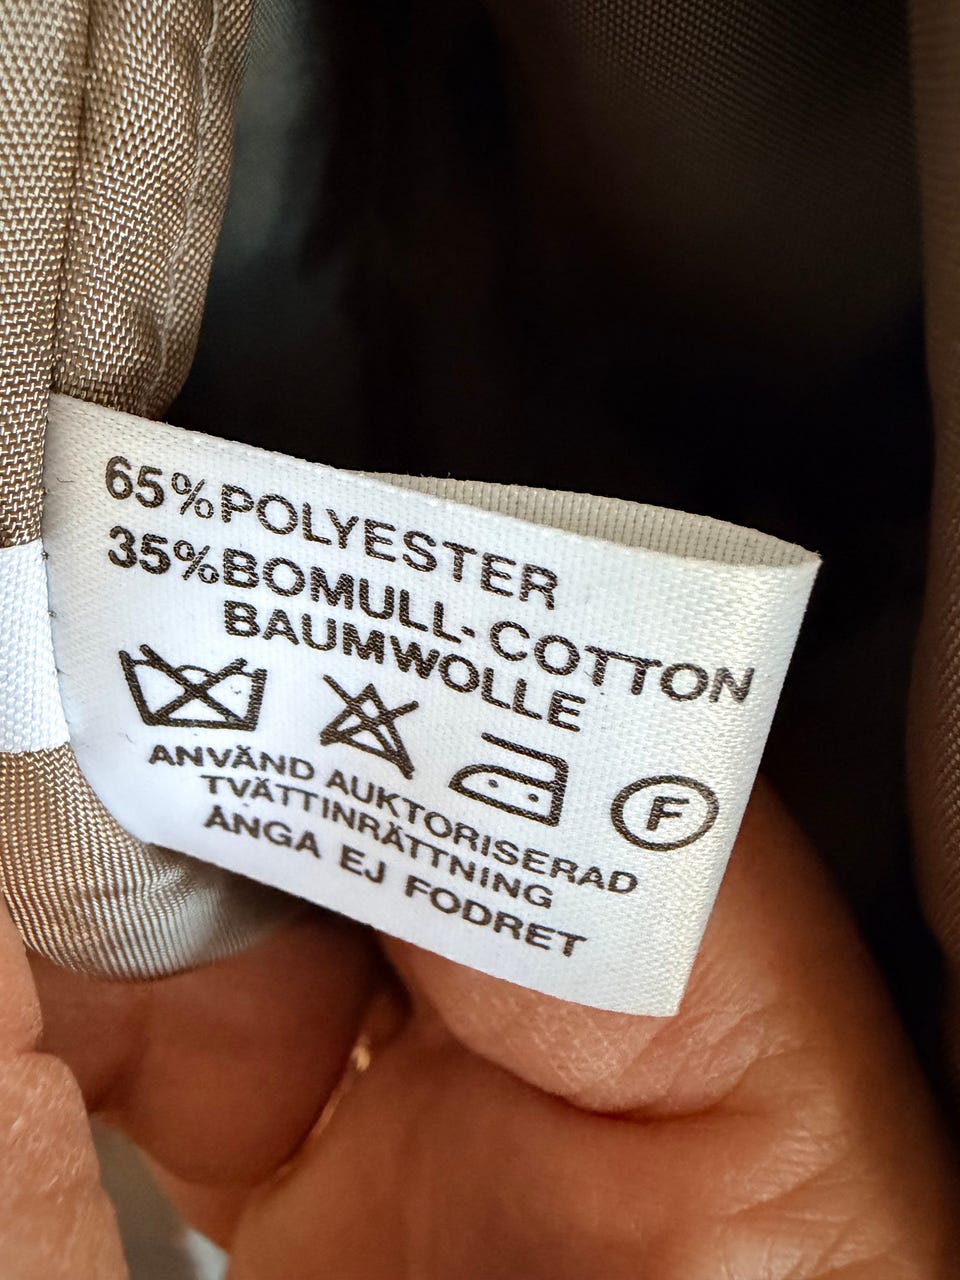 65%POLYESTER
35%BOMULL-COTTON
BAUMWOLLE
F
ANVÄND AUKTORISERAD
TVÄTTINRÄTTNING
ÅNGA EJ FODRET